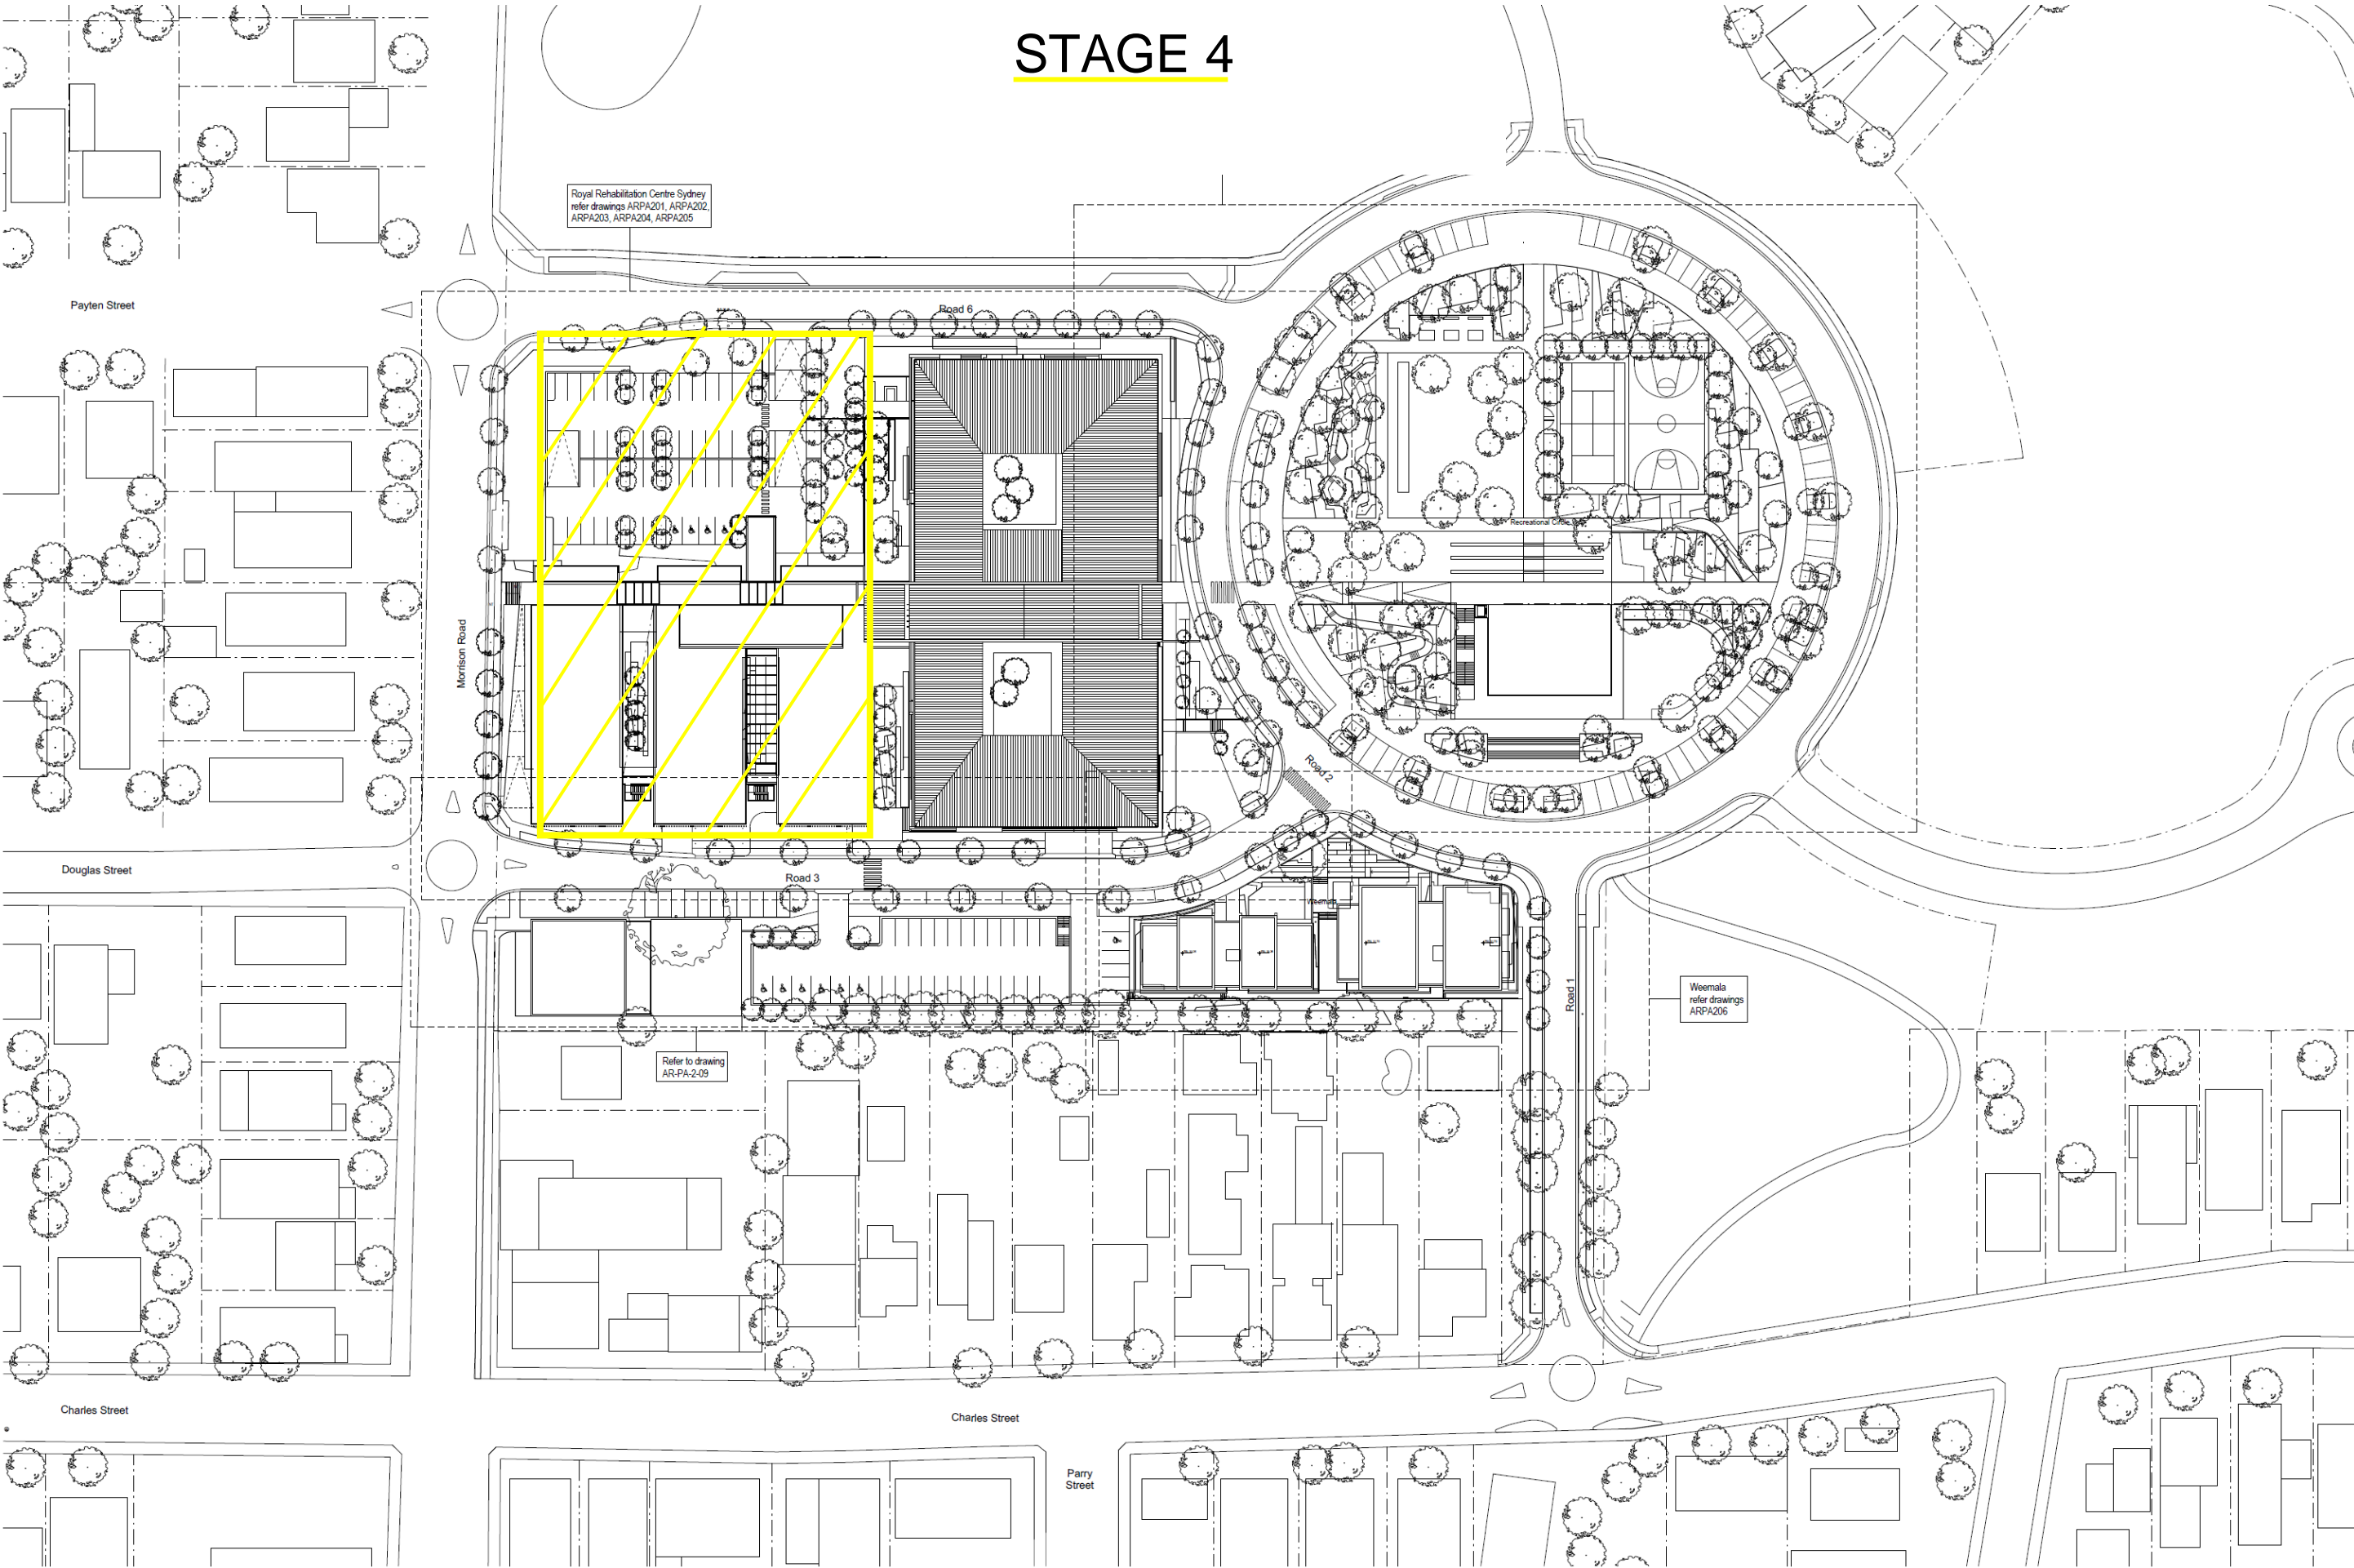 STAGE 4
Royal Rehabilitation Centre Sydney
refer drawings ARPA201, ARPA202,
ARPA203, ARPA204, ARPA205
Payten Street
Road 6
Recreational Circle
Morrison Road
Road 2
Douglas Street
Road 3
Weemala
Road 1
Weemala
refer drawings
ARPA206
Refer to drawing
AR-PA-2-09
Charles Street
Charles Street
Parry
Street